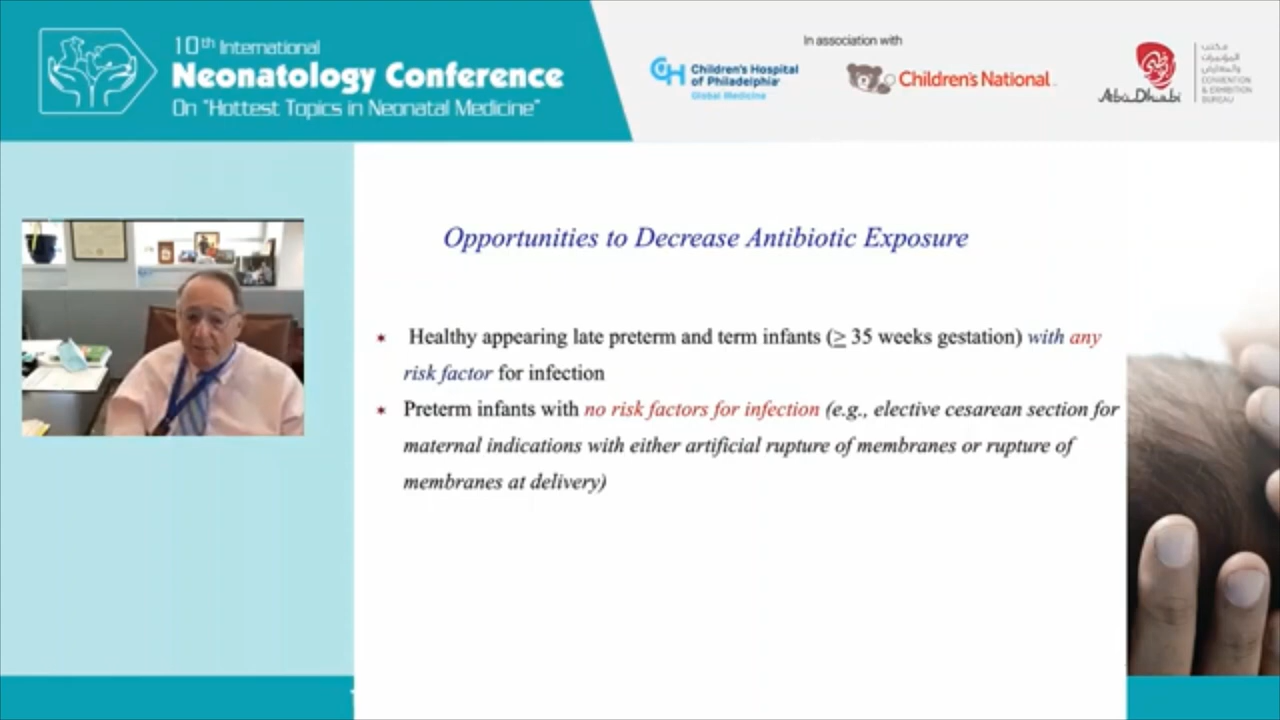 10th International
Neonatology Conference
On "Hottest Topics in Neonatal Medicine"
In association with
Children's Hospital
of Philadelphia
Global Medicine
Children's National
Abu Dhabi
CONVENTION
& EXHIBITION
BUREAU
Opportunities to Decrease Antibiotic Exposure
* Healthy appearing late preterm and term infants (≥ 35 weeks gestation) with any
risk factor for infection
* Preterm infants with no risk factors for infection (e.g., elective cesarean section for
maternal indications with either artificial rupture of membranes or rupture of
membranes at delivery)